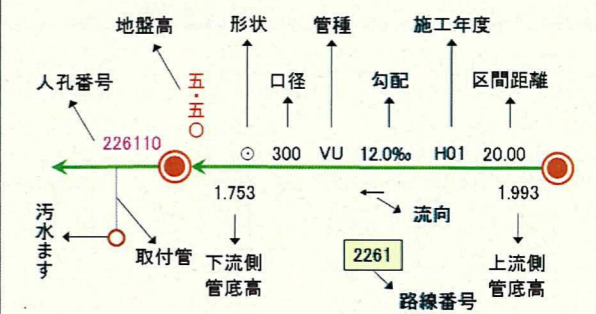 地盤高
形状
管種
施工年度
人孔番号
五・五〇
口径
勾配
区間距離
226110
⊙ 300 VU 12.0‰ H01 20.00
1.753
1.993
流向
汚水ます
取付管
下流側
管底高
2261
上流側
管底高
路線番号